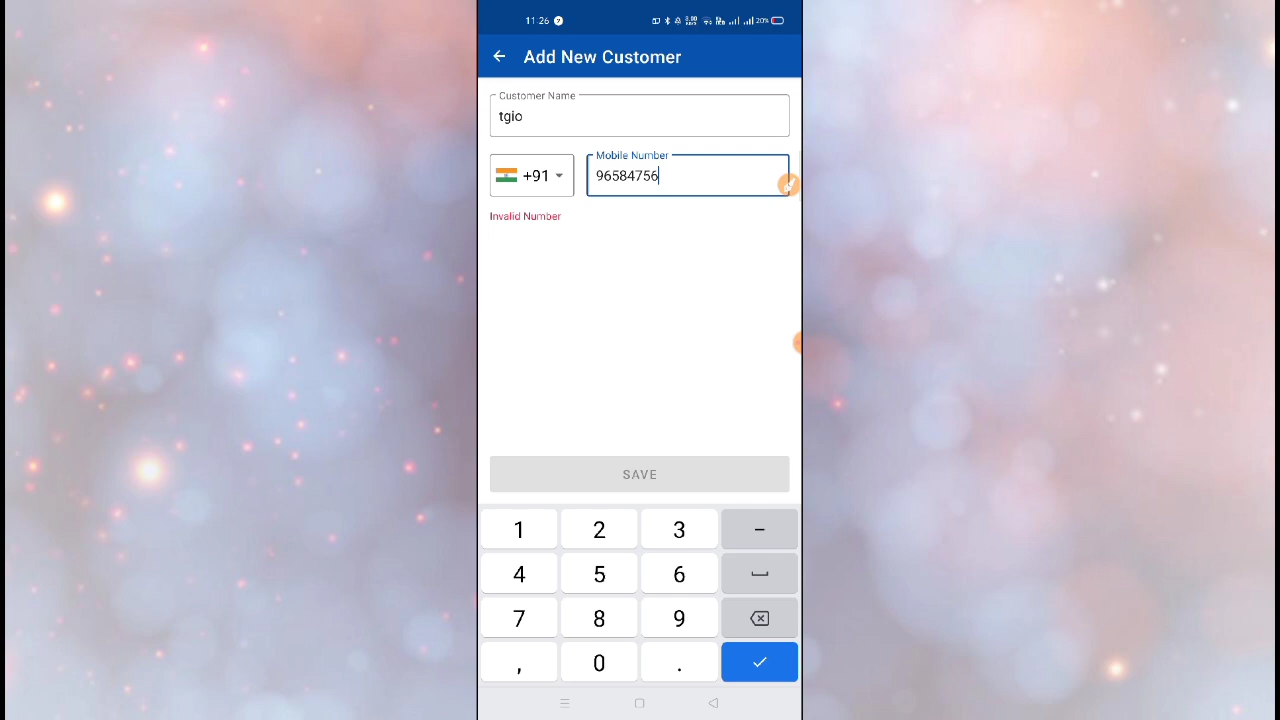 11:26
20%
Add New Customer
Customer Name
tgio
+91
Mobile Number
96584756
Invalid Number
SAVE
1 2 3 -
4 5 6
7 8 9
, 0 .